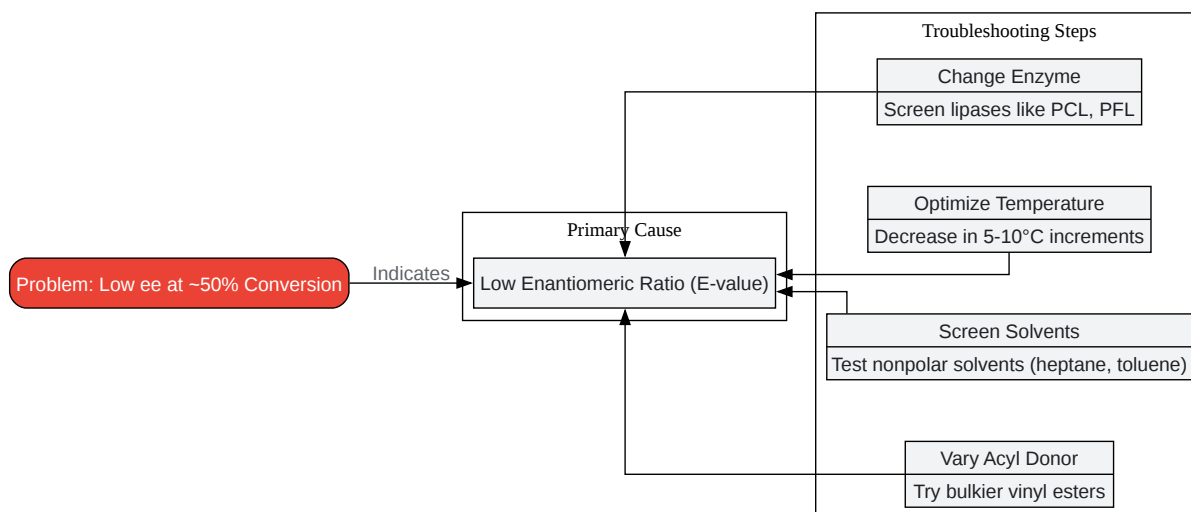 Troubleshooting Steps
Change Enzyme
Screen lipases like PCL, PFL
Optimize Temperature
Decrease in 5-10°C increments
Primary Cause
Problem: Low ee at ~50% Conversion
Indicates
Low Enantiomeric Ratio (E-value)
Screen Solvents
Test nonpolar solvents (heptane, toluene)
Vary Acyl Donor
Try bulkier vinyl esters